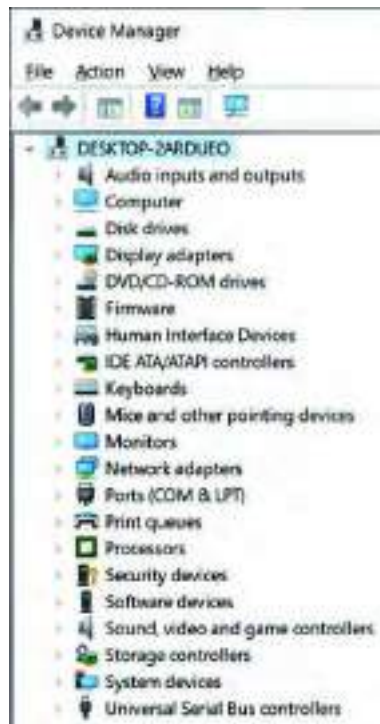 Device Manager
File Action View Help
DESKTOP-2ARDUEO
Audio inputs and outputs
Computer
Disk drives
Display adapters
DVD/CD-ROM drives
Firmware
Human Interface Devices
IDE ATA/ATAPI controllers
Keyboards
Mice and other pointing devices
Monitors
Network adapters
Ports (COM & LPT)
Print queues
Processors
Security devices
Software devices
Sound, video and game controllers
Storage controllers
System devices
Universal Serial Bus controllers